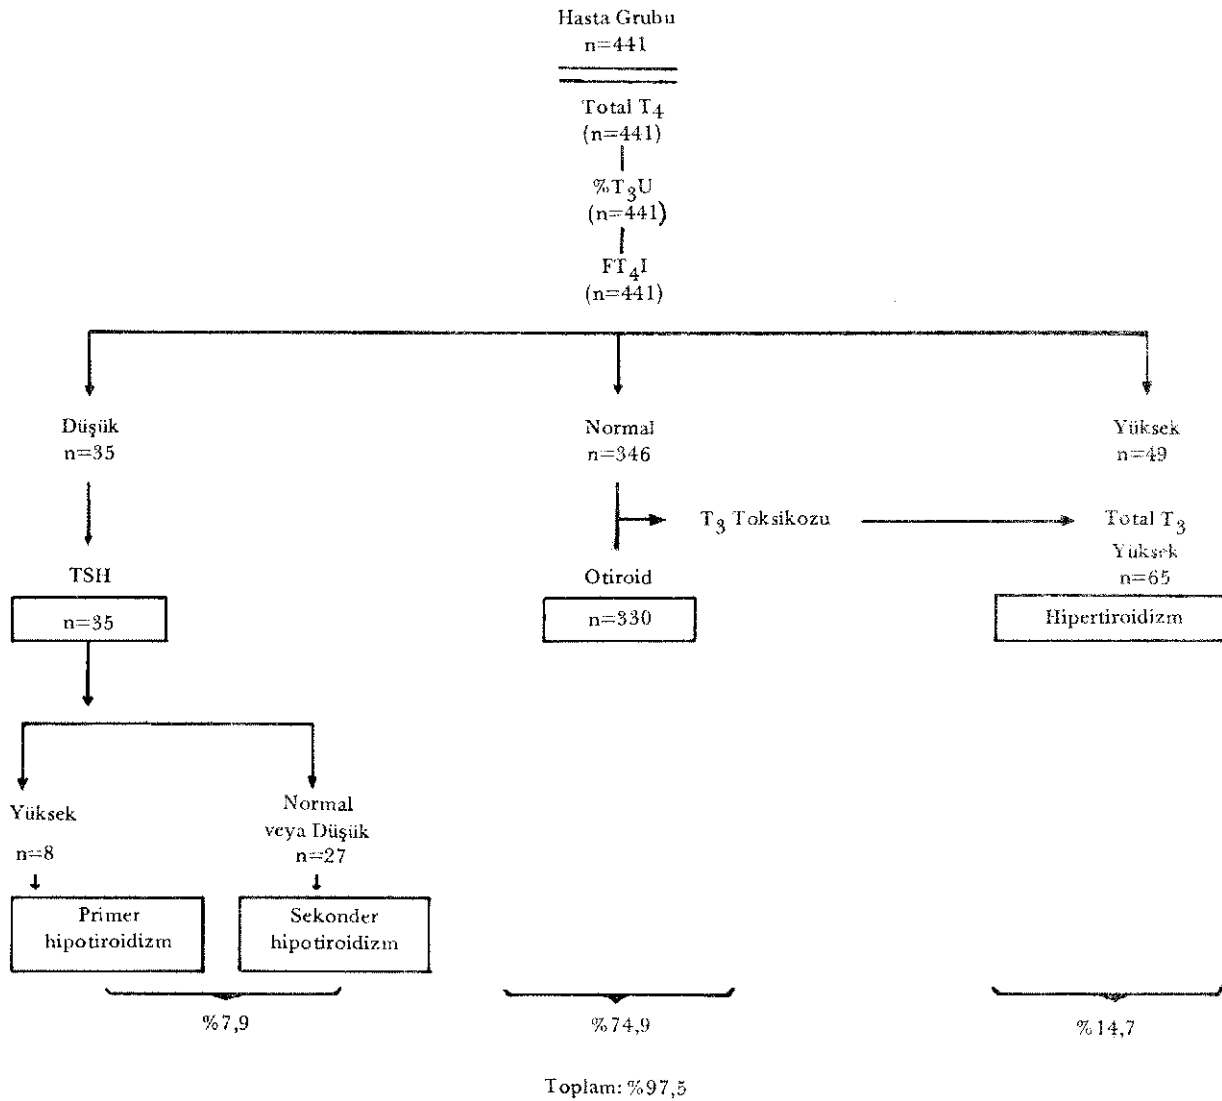 Hasta Grubu
n=441
Total T4
(n=441)
%T3U
(n=441)
FT4I
(n=441)
Düşük
n=35
Normal
n=346
Yüksek
n=49
T3 Toksikozu
Total T3
Yüksek
n=65
TSH
n=35
Otiroid
n=330
Hipertiroidizm
Yüksek
n=8
Normal
veya Düşük
n=27
Primer
hipotiroidizm
Sekonder
hipotiroidizm
%7,9
%74,9
%14,7
Toplam: %97,5